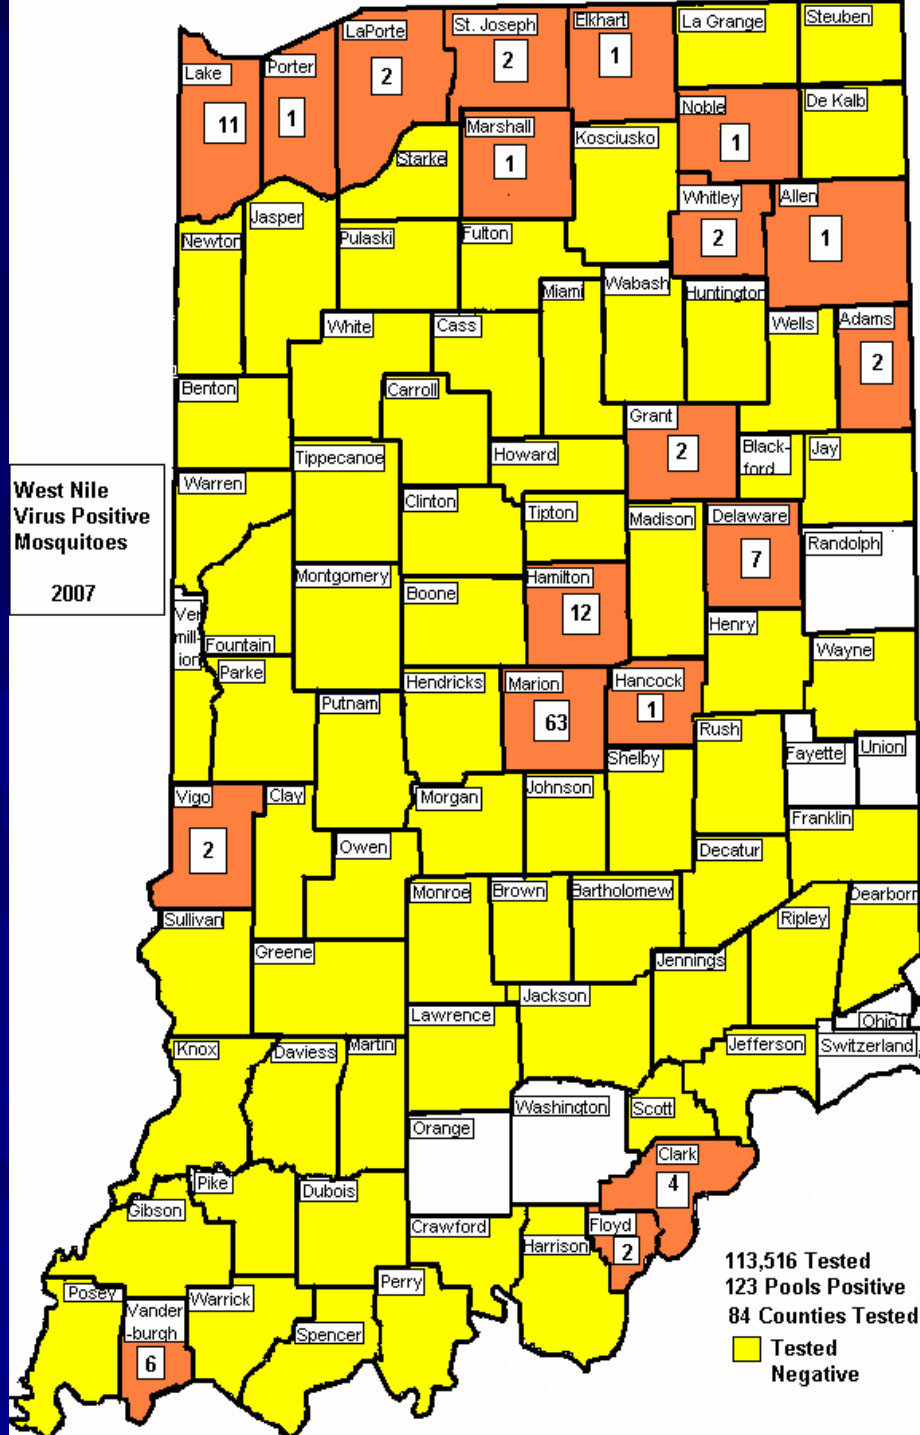 LaPorte
St. Joseph
Elkhart
La Grange
Steuben
Lake
Porter
2
2
1
11
1
Noble
De Kalb
Marshall
1
Kosciusko
1
Starke
Whitley
Allen
2
1
Newton
Jasper
Pulaski
Fulton
Miami
Wabash
Huntington
White
Cass
Wells
Adams
2
Benton
Carroll
Grant
2
Tippecanoe
Howard
Black-
ford
Jay
West Nile
Virus Positive
Mosquitoes
2007
Warren
Clinton
Tipton
Madison
Delaware
7
Randolph
Montgomery
Boone
Hamilton
12
Ver
mill-
ion
Fountain
Henry
Wayne
Parke
Hendricks
Marion
63
Hancock
1
Putnam
Rush
Fayette
Union
Shelby
Vigo
2
Clay
Morgan
Johnson
Franklin
Owen
Decatur
Monroe
Brown
Bartholomew
Dearborn
Sullivan
Ripley
Greene
Jennings
Lawrence
Jackson
Ohio
Knox
Daviess
Martin
Jefferson
Switzerland
Orange
Washington
Scott
Clark
4
Pike
Dubois
Gibson
Crawford
Harrison
Floyd
2
Posey
Vander
-burgh
6
Warrick
Perry
Spencer
113,516 Tested
123 Pools Positive
84 Counties Tested
Tested
Negative